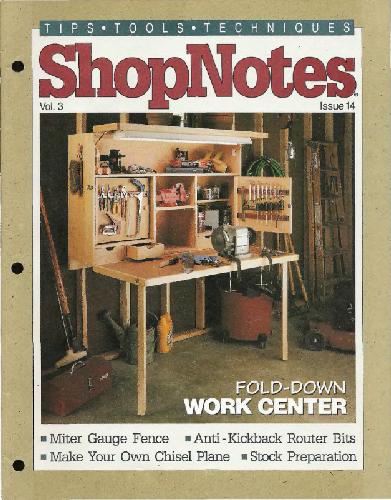 TIPS • TOOLS • TECHNIQUES
ShopNotes®
Vol. 3 Issue 14
FOLD-DOWN
WORK CENTER
■ Miter Gauge Fence ■ Anti-Kickback Router Bits
■ Make Your Own Chisel Plane ■ Stock Preparation